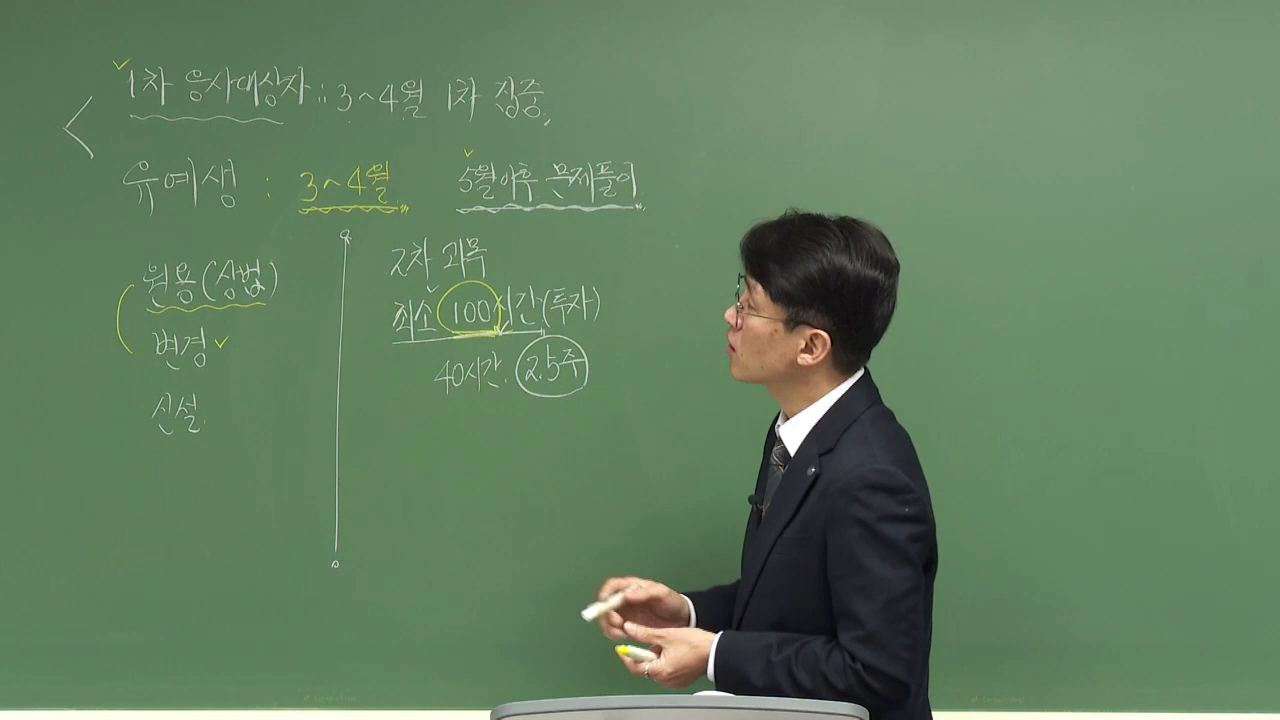 1차 응시대상자 : 3~4월 1차 집중.
유예생 : 3~4월 5월이후 문제풀이
원용(상법)
변경
신설
2차 과목
최소 100시간(투자)
40시간. 2.5주